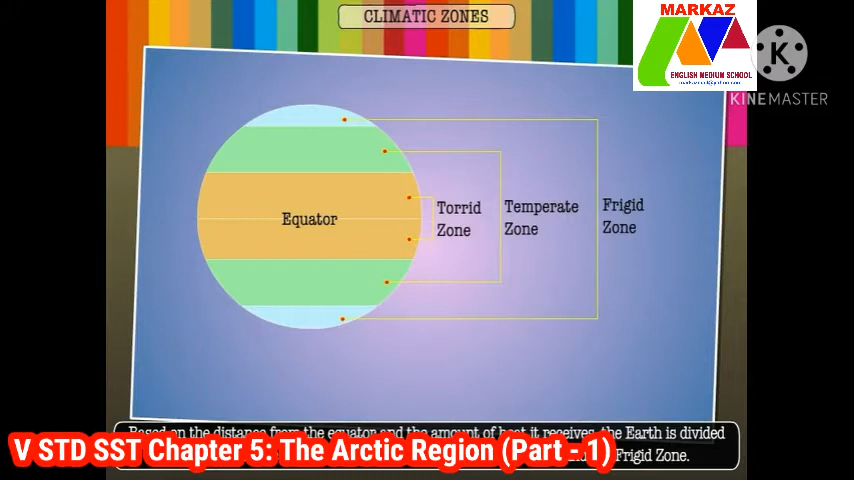 CLIMATIC ZONES
MARKAZ
ENGLISH MEDIUM SCHOOL
K
KINEMASTER
Equator
Torrid
Zone
Temperate
Zone
Frigid
Zone
Based on the distance from the equator and the amount of heat it receives, the Earth is divided
Frigid Zone.
V STD SST Chapter 5: The Arctic Region (Part - 1)